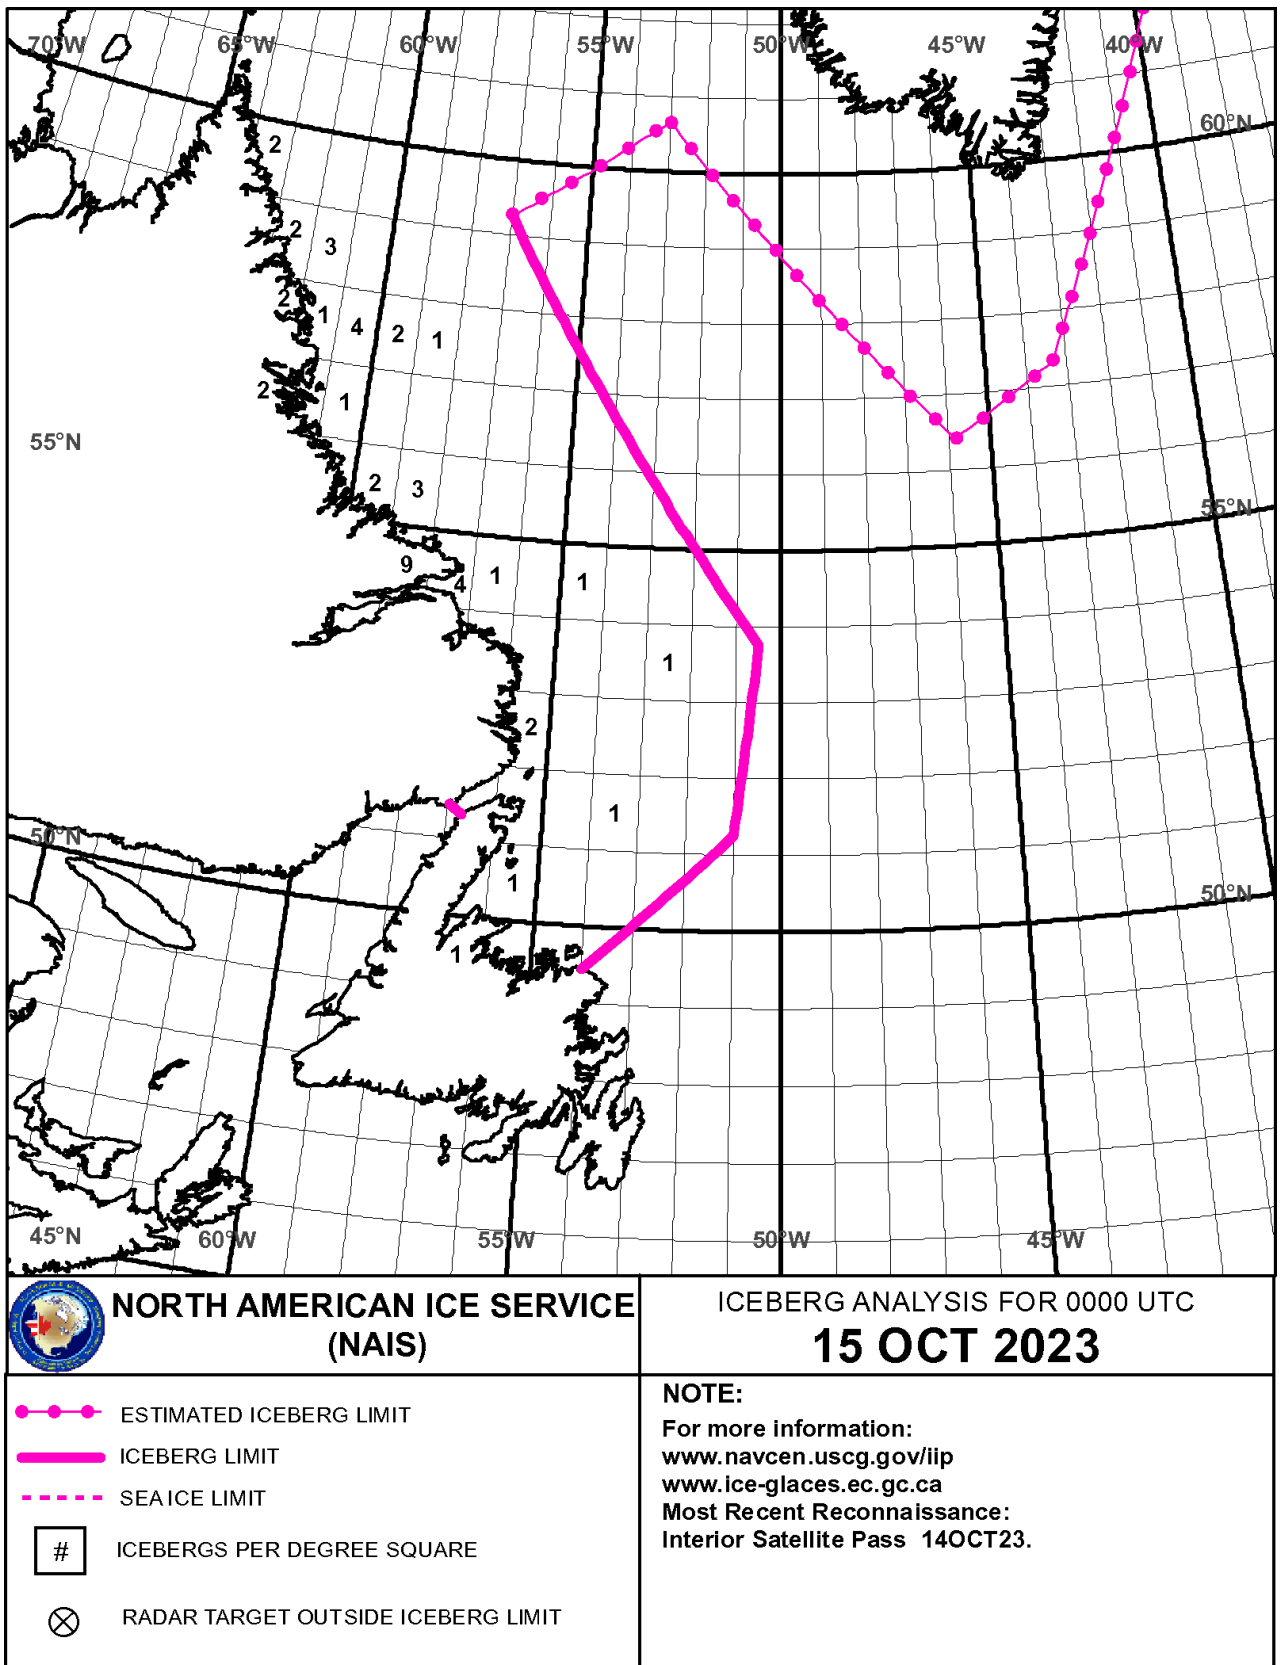 70°W 65°W 60°W 55°W 50°W 45°W 40°W
60°N
2
2
3
2
1
4
2
1
2
1
55°N
2
3
55°N
9
4
1
1
1
2
1
50°N
1
50°N
1
45°N 60°W 55°W 50°W 45°W
NORTH AMERICAN ICE SERVICE
(NAIS)
ICEBERG ANALYSIS FOR 0000 UTC
15 OCT 2023
ESTIMATED ICEBERG LIMIT
ICEBERG LIMIT
SEA ICE LIMIT
# ICEBERGS PER DEGREE SQUARE
RADAR TARGET OUTSIDE ICEBERG LIMIT
NOTE:
For more information:
www.navcen.uscg.gov/iip
www.ice-glaces.ec.gc.ca
Most Recent Reconnaissance:
Interior Satellite Pass 14OCT23.